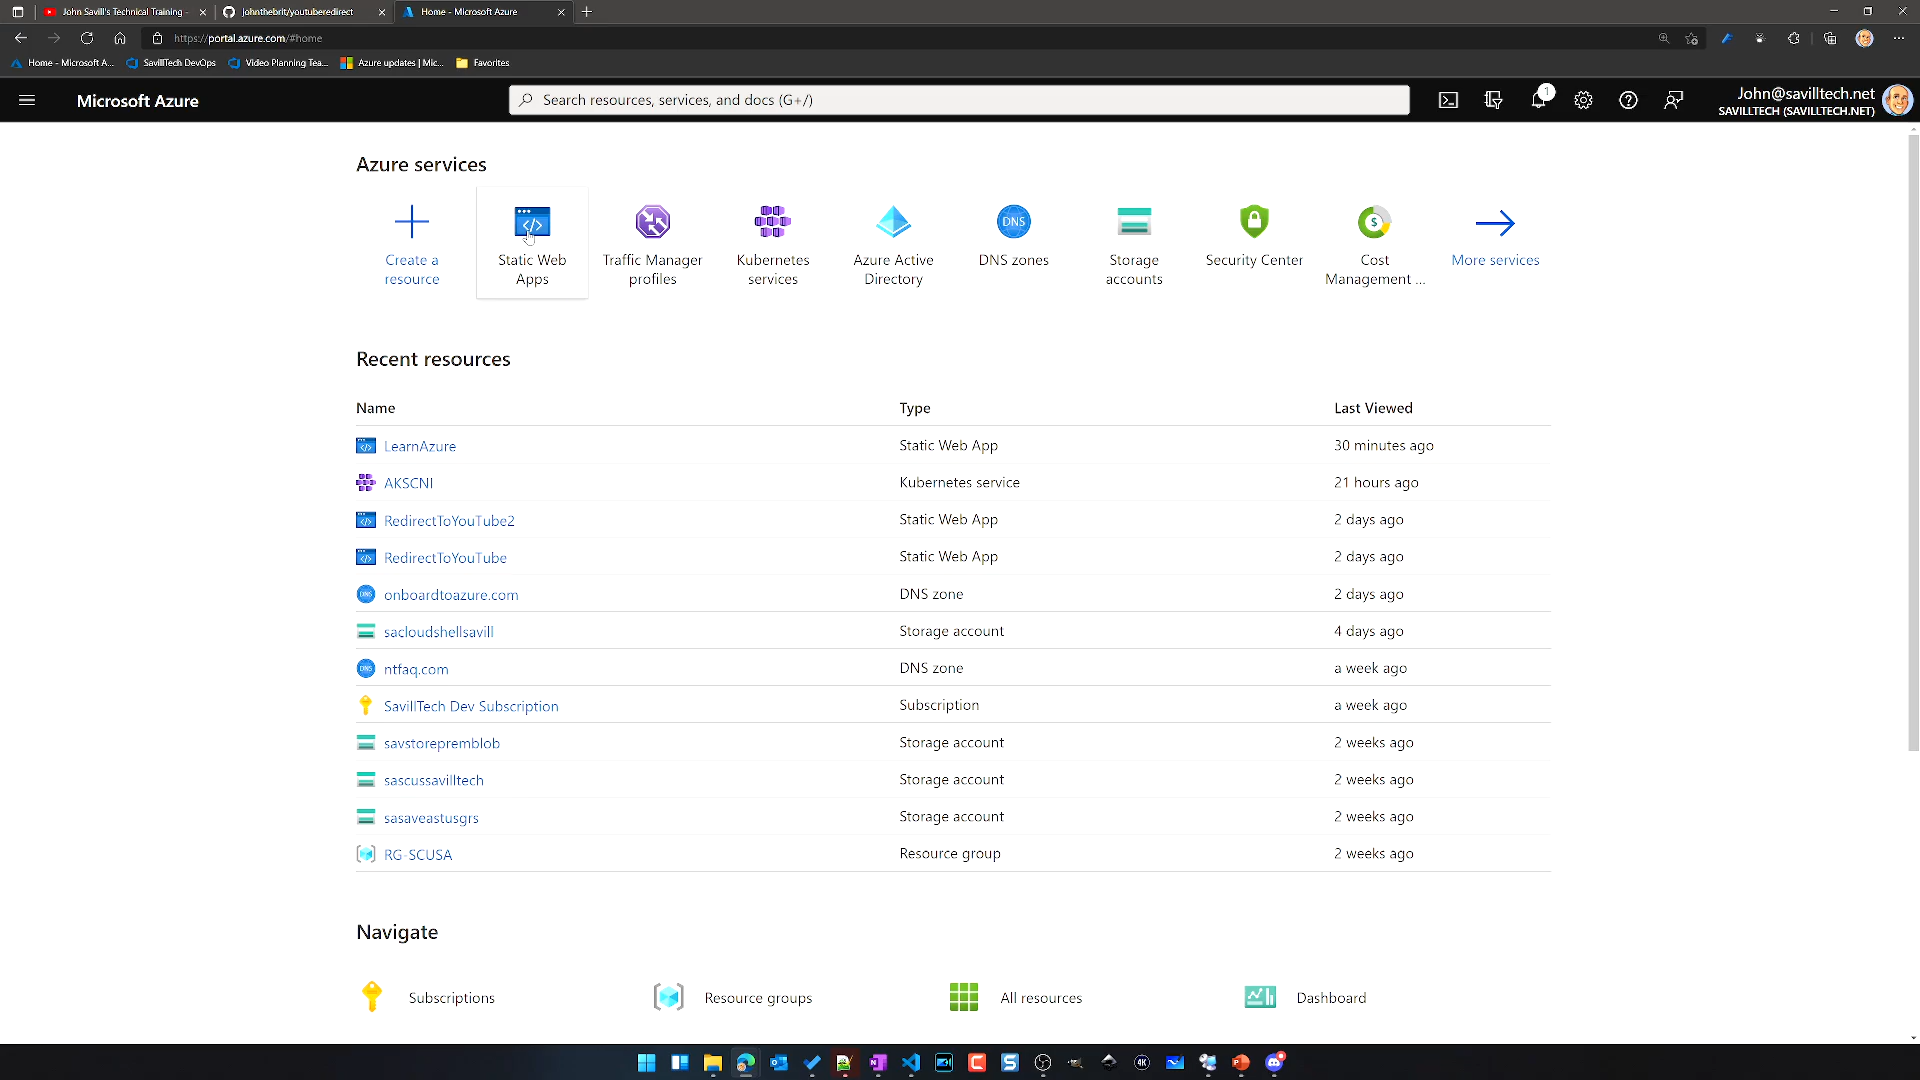 John Savill's Technical Training -
johnthebrit/youtuberedirect
Home - Microsoft Azure
https://portal.azure.com/#home
Home - Microsoft A...
SavillTech DevOps
Video Planning Tea...
Azure updates | Mic...
Favorites
Microsoft Azure
Search resources, services, and docs (G+/)
1
John@savilltech.net
SAVILLTECH (SAVILLTECH.NET)
Azure services
Create a
resource
Static Web
Apps
Traffic Manager
profiles
Kubernetes
services
Azure Active
Directory
DNS
DNS zones
Storage
accounts
Security Center
Cost
Management ...
More services
Recent resources
Name
Type
Last Viewed
LearnAzure
Static Web App
30 minutes ago
AKSCNI
Kubernetes service
21 hours ago
RedirectToYouTube2
Static Web App
2 days ago
RedirectToYouTube
Static Web App
2 days ago
onboardtoazure.com
DNS zone
2 days ago
sacloudshellsavill
Storage account
4 days ago
ntfaq.com
DNS zone
a week ago
SavillTech Dev Subscription
Subscription
a week ago
savstorepremblob
Storage account
2 weeks ago
sascussavilltech
Storage account
2 weeks ago
sasaveastusgrs
Storage account
2 weeks ago
RG-SCUSA
Resource group
2 weeks ago
Navigate
Subscriptions
Resource groups
All resources
Dashboard